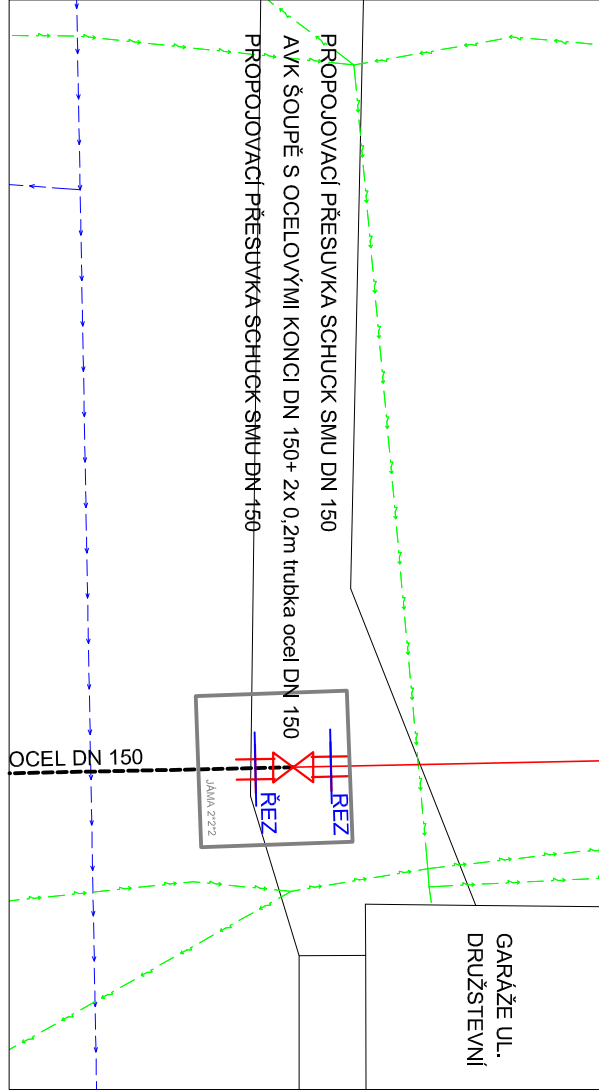 PROPOJOVACÍ PŘESUVKA SCHUCK SMU DN 150
AVK ŠOUPĚ S OCELOVÝMI KONCI DN 150+ 2x 0,2m trubka ocel DN 150
PROPOJOVACÍ PŘESUVKA SCHUCK SMU DN 150
OCEL DN 150
ŘEZ
ŘEZ
JÁMA 2*2*2
GARÁŽE UL.
DRUŽSTEVNÍ